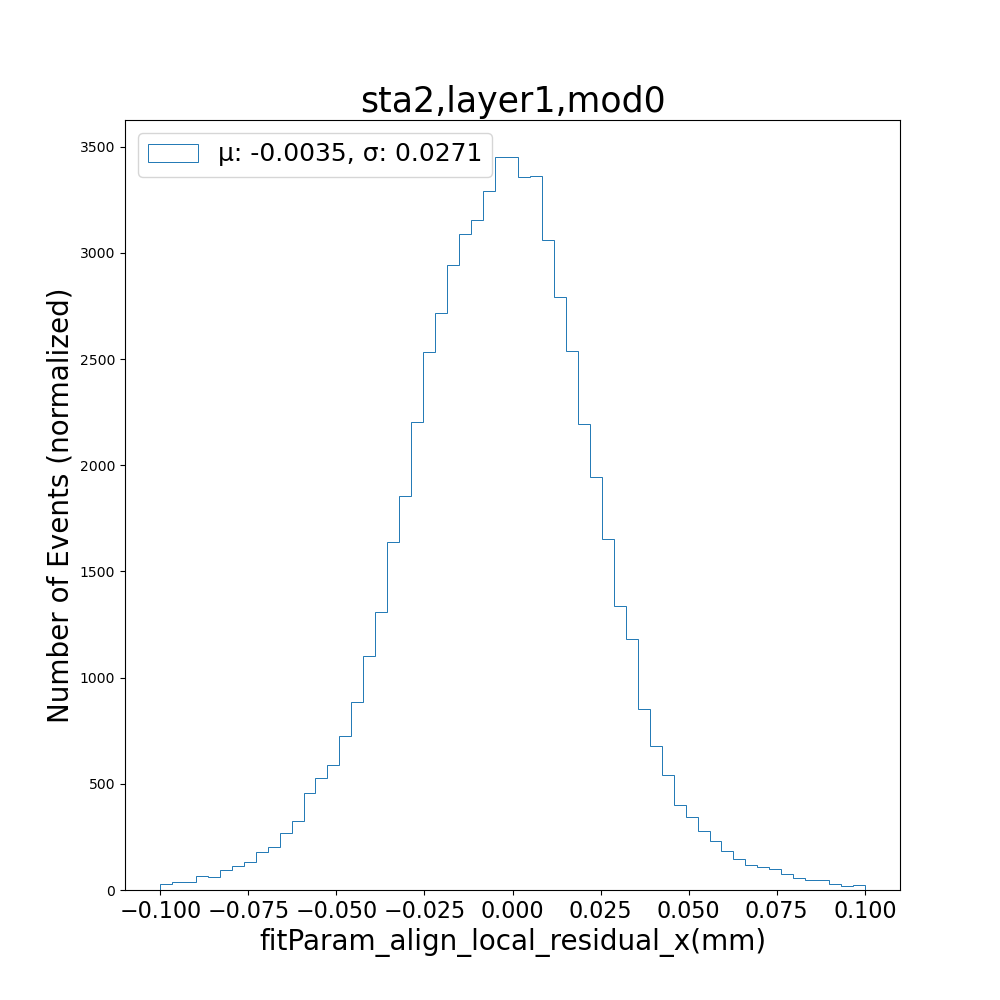 sta2,layer1,mod0
μ: -0.0035, σ: 0.0271
3500
3000
2500
2000
1500
1000
500
0
Number of Events (normalized)
−0.100 −0.075 −0.050 −0.025 0.000 0.025 0.050 0.075 0.100
fitParam_align_local_residual_x(mm)